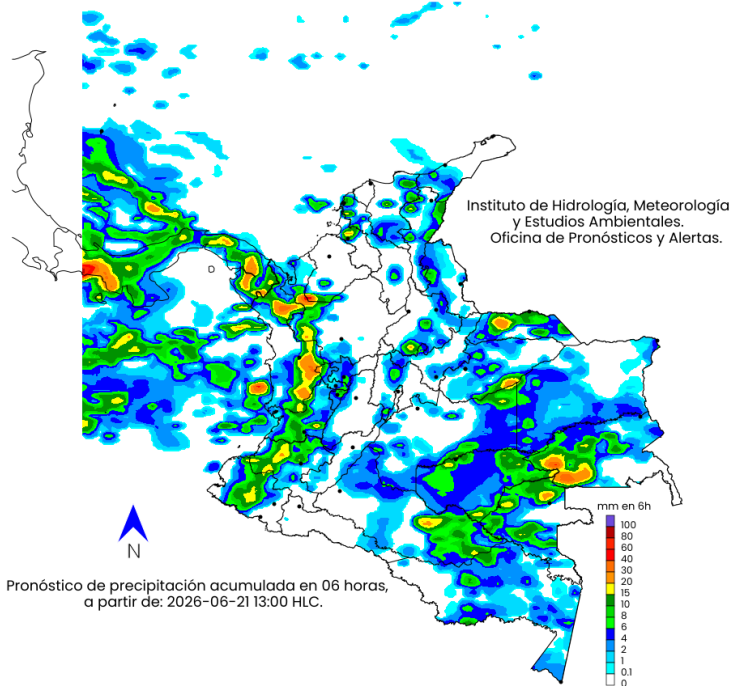 Instituto de Hidrología, Meteorología
y Estudios Ambientales.
Oficina de Pronósticos y Alertas.
mm en 6h
100
80
60
40
30
20
15
10
8
6
4
2
1
0.1
0
N
Pronóstico de precipitación acumulada en 06 horas,
a partir de: 2026-06-21 13:00 HLC.